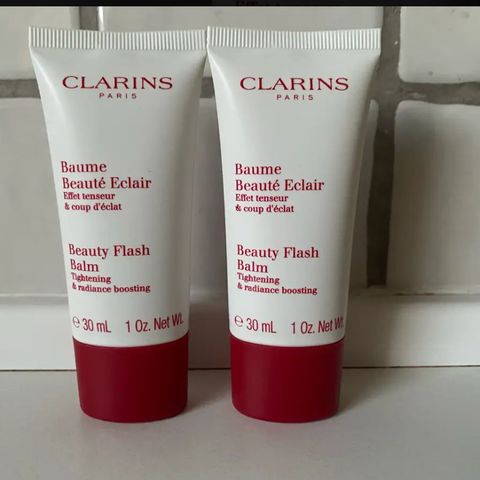 CLARINS
PARIS
Baume
Beauté Eclair
Effet tenseur
& coup d'éclat
Beauty Flash
Balm
Tightening
& radiance boosting
℮ 30 mL 1 Oz. Net Wt.
CLARINS
PARIS
Baume
Beauté Eclair
Effet tenseur
& coup d'éclat
Beauty Flash
Balm
Tightening
& radiance boosting
℮ 30 mL 1 Oz. Net Wt